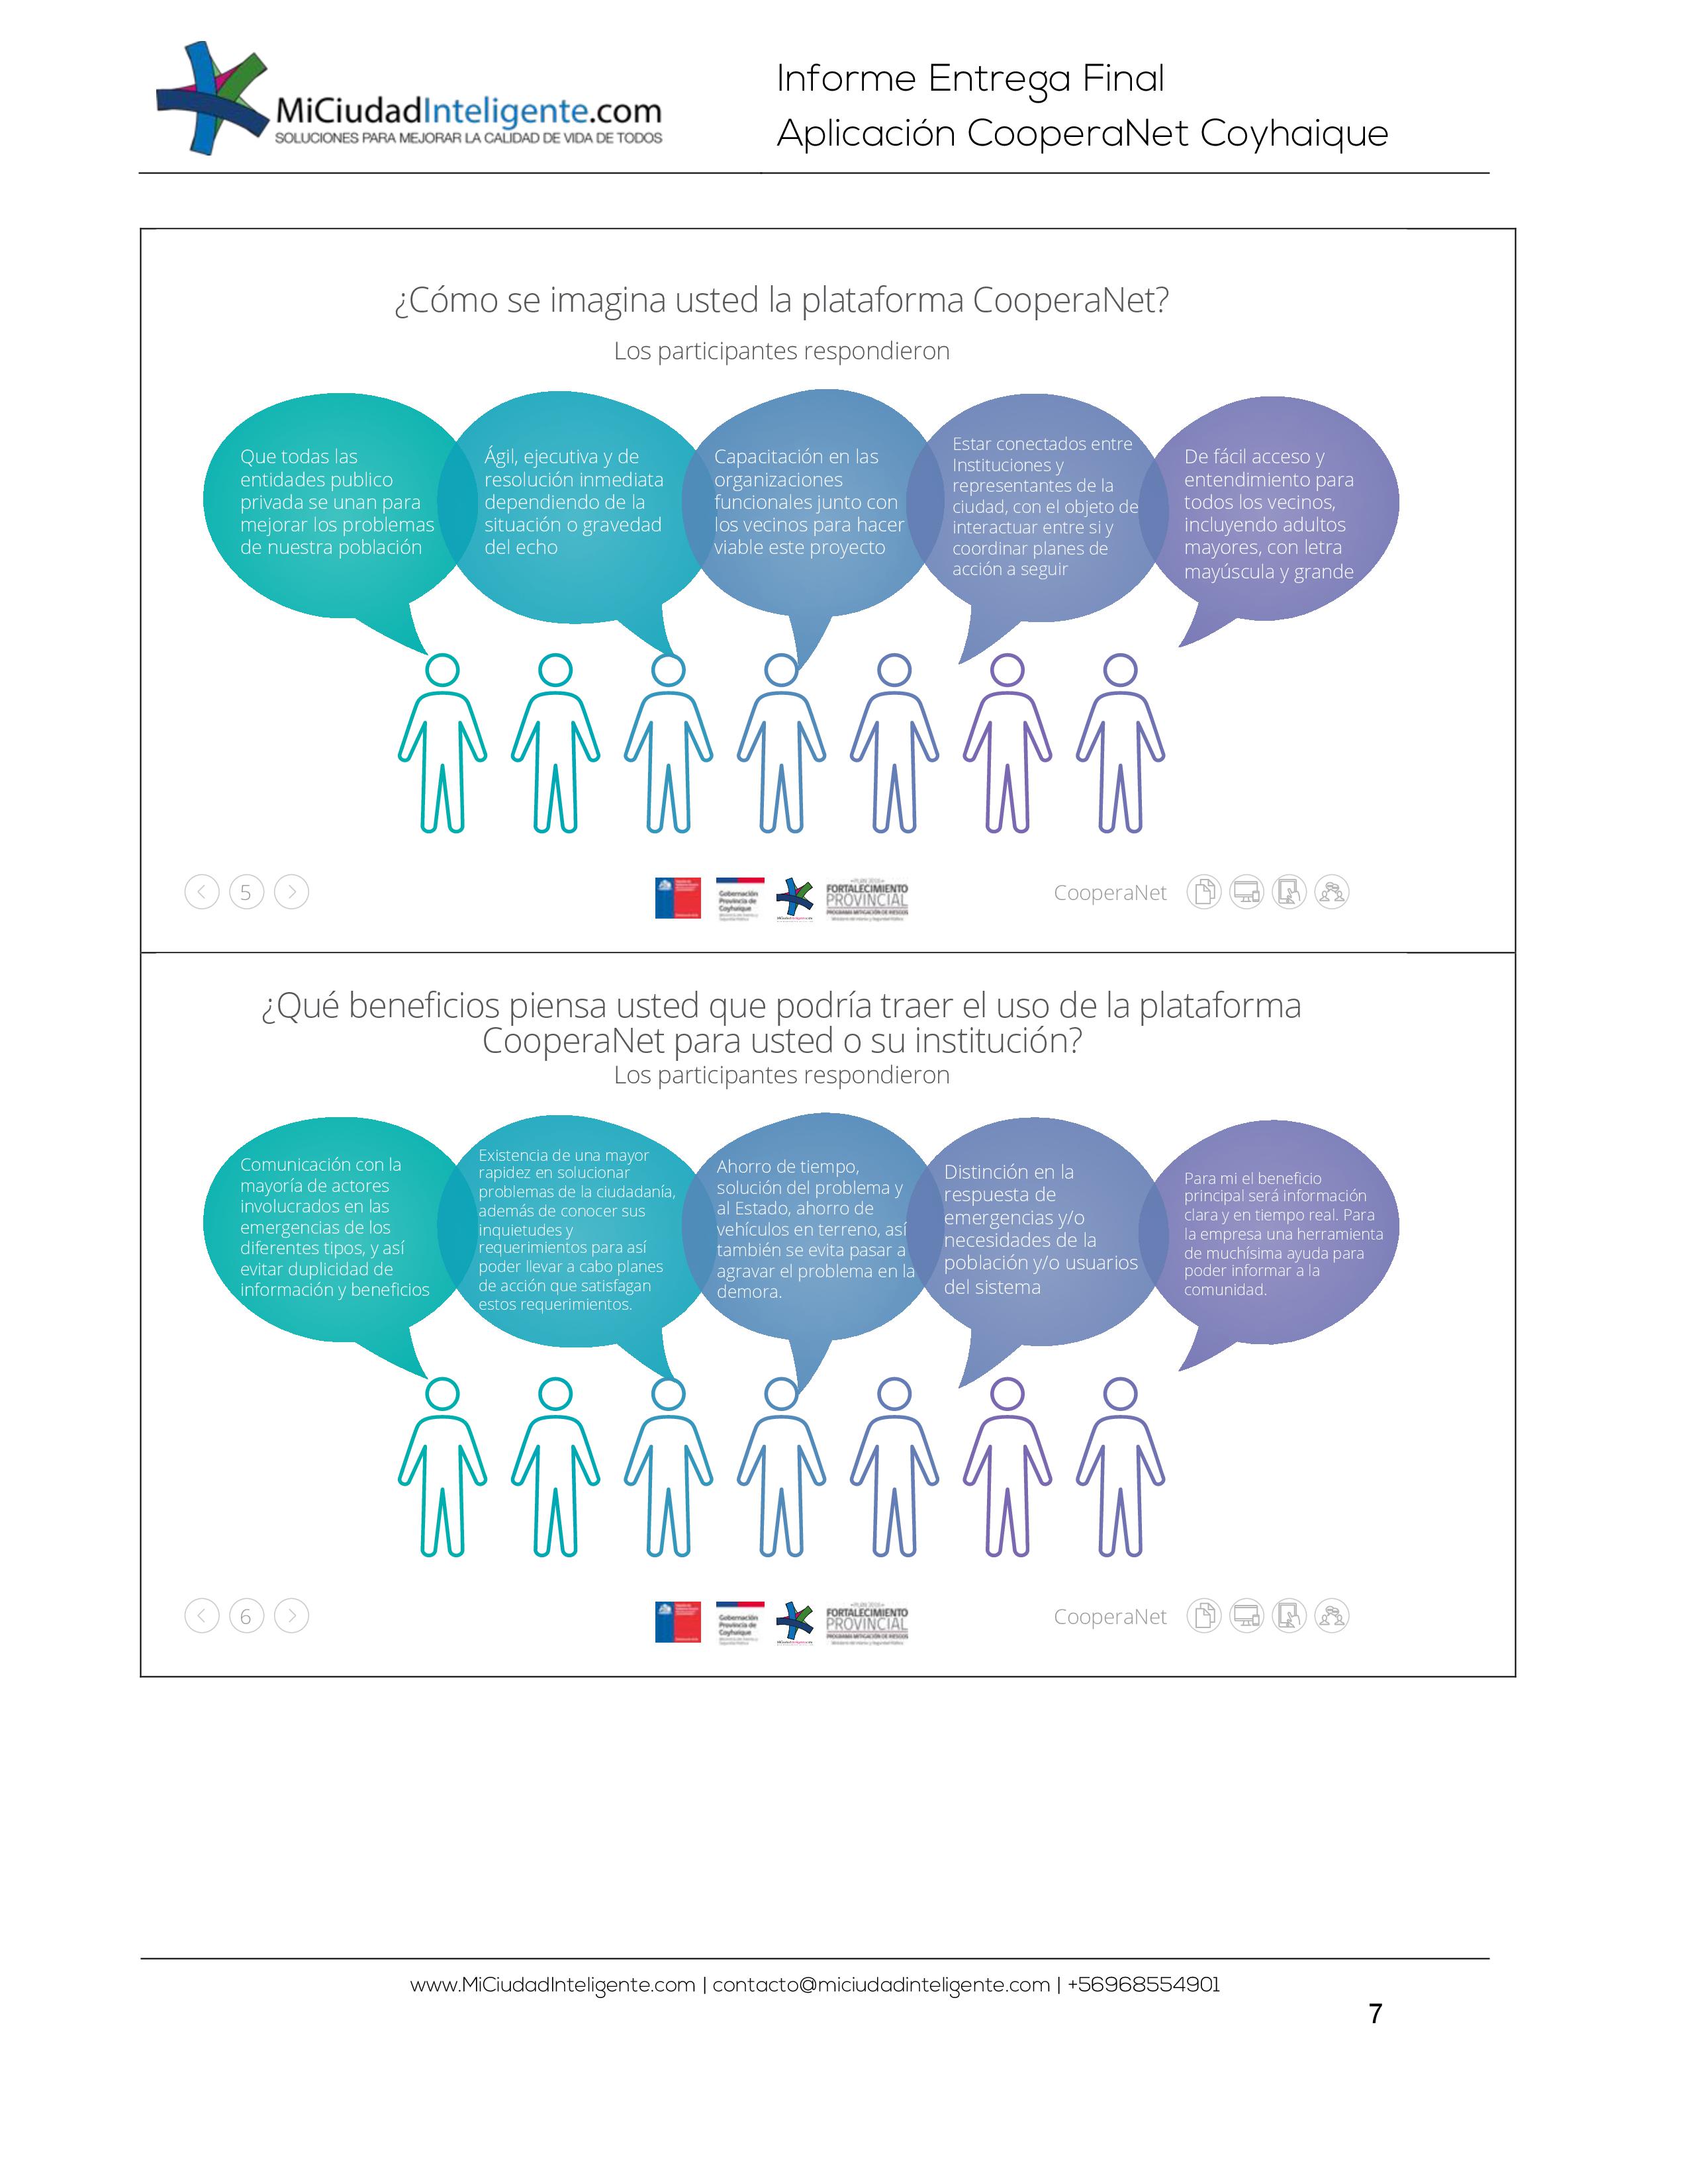 MiCiudadInteligente.com
SOLUCIONES PARA MEJORAR LA CALIDAD DE VIDA DE TODOS
Informe Entrega Final
Aplicación CooperaNet Coyhaique
¿Cómo se imagina usted la plataforma CooperaNet?
Los participantes respondieron
Que todas las
entidades publico
privada se unan para
mejorar los problemas
de nuestra población
Ágil, ejecutiva y de
resolución inmediata
dependiendo de la
situación o gravedad
del echo
Capacitación en las
organizaciones
funcionales junto con
los vecinos para hacer
viable este proyecto
Estar conectados entre
Instituciones y
representantes de la
ciudad, con el objeto de
interactuar entre si y
coordinar planes de
acción a seguir
De fácil acceso y
entendimiento para
todos los vecinos,
incluyendo adultos
mayores, con letra
mayúscula y grande
5
Gobernación
Provincia de
Coyhaique
PLAN 2016
FORTALECIMIENTO
PROVINCIAL
PROGRAMA MITIGACIÓN DE RIESGOS
CooperaNet
¿Qué beneficios piensa usted que podría traer el uso de la plataforma
CooperaNet para usted o su institución?
Los participantes respondieron
Comunicación con la
mayoría de actores
involucrados en las
emergencias de los
diferentes tipos, y así
evitar duplicidad de
información y beneficios
Existencia de una mayor
rapidez en solucionar
problemas de la ciudadanía,
además de conocer sus
inquietudes y
requerimientos para así
poder llevar a cabo planes
de acción que satisfagan
estos requerimientos.
Ahorro de tiempo,
solución del problema y
al Estado, ahorro de
vehículos en terreno, así
también se evita pasar a
agravar el problema en la
demora.
Distinción en la
respuesta de
emergencias y/o
necesidades de la
población y/o usuarios
del sistema
Para mi el beneficio
principal será información
clara y en tiempo real. Para
la empresa una herramienta
de muchísima ayuda para
poder informar a la
comunidad.
6
Gobernación
Provincia de
Coyhaique
PLAN 2016
FORTALECIMIENTO
PROVINCIAL
PROGRAMA MITIGACIÓN DE RIESGOS
CooperaNet
www.MiCiudadInteligente.com | contacto@miciudadinteligente.com | +56968554901
7